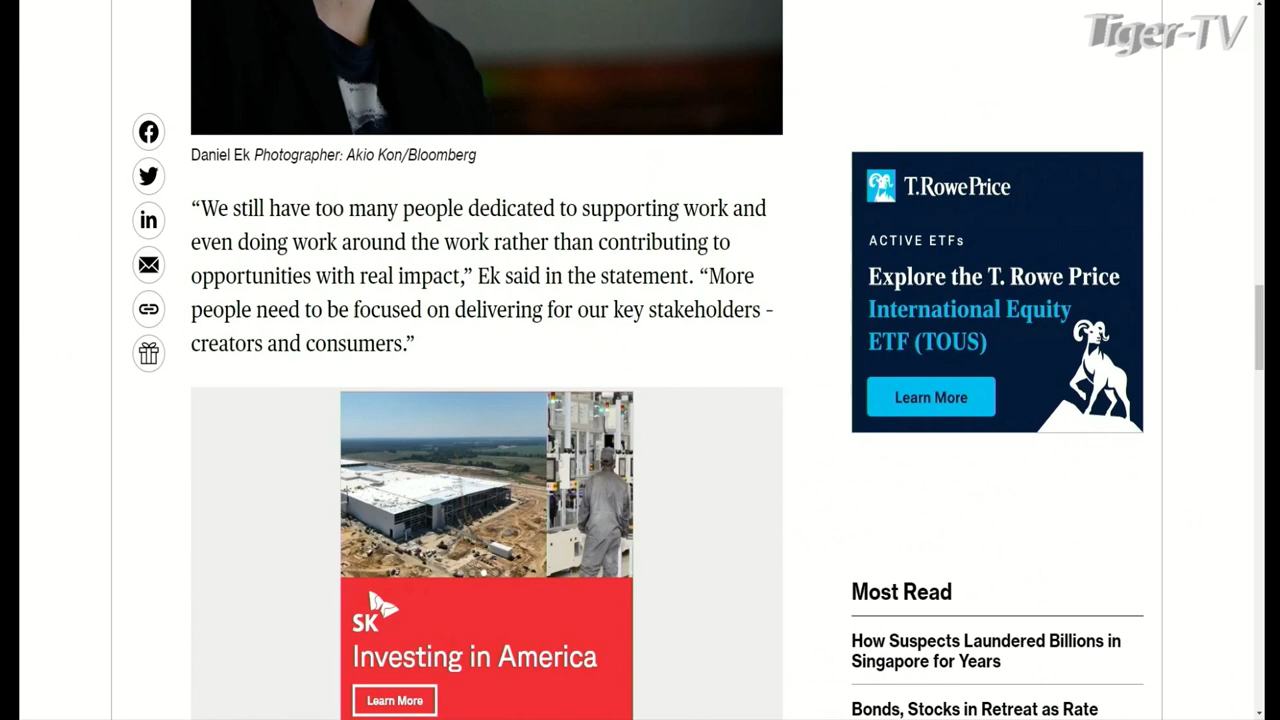 Tiger-TV
Daniel Ek Photographer: Akio Kon/Bloomberg
“We still have too many people dedicated to supporting work and
even doing work around the work rather than contributing to
opportunities with real impact,” Ek said in the statement. “More
people need to be focused on delivering for our key stakeholders -
creators and consumers.”
SK
Investing in America
Learn More
T.RowePrice
ACTIVE ETFs
Explore the T. Rowe Price
International Equity
ETF (TOUS)
Learn More
Most Read
How Suspects Laundered Billions in
Singapore for Years
Bonds, Stocks in Retreat as Rate